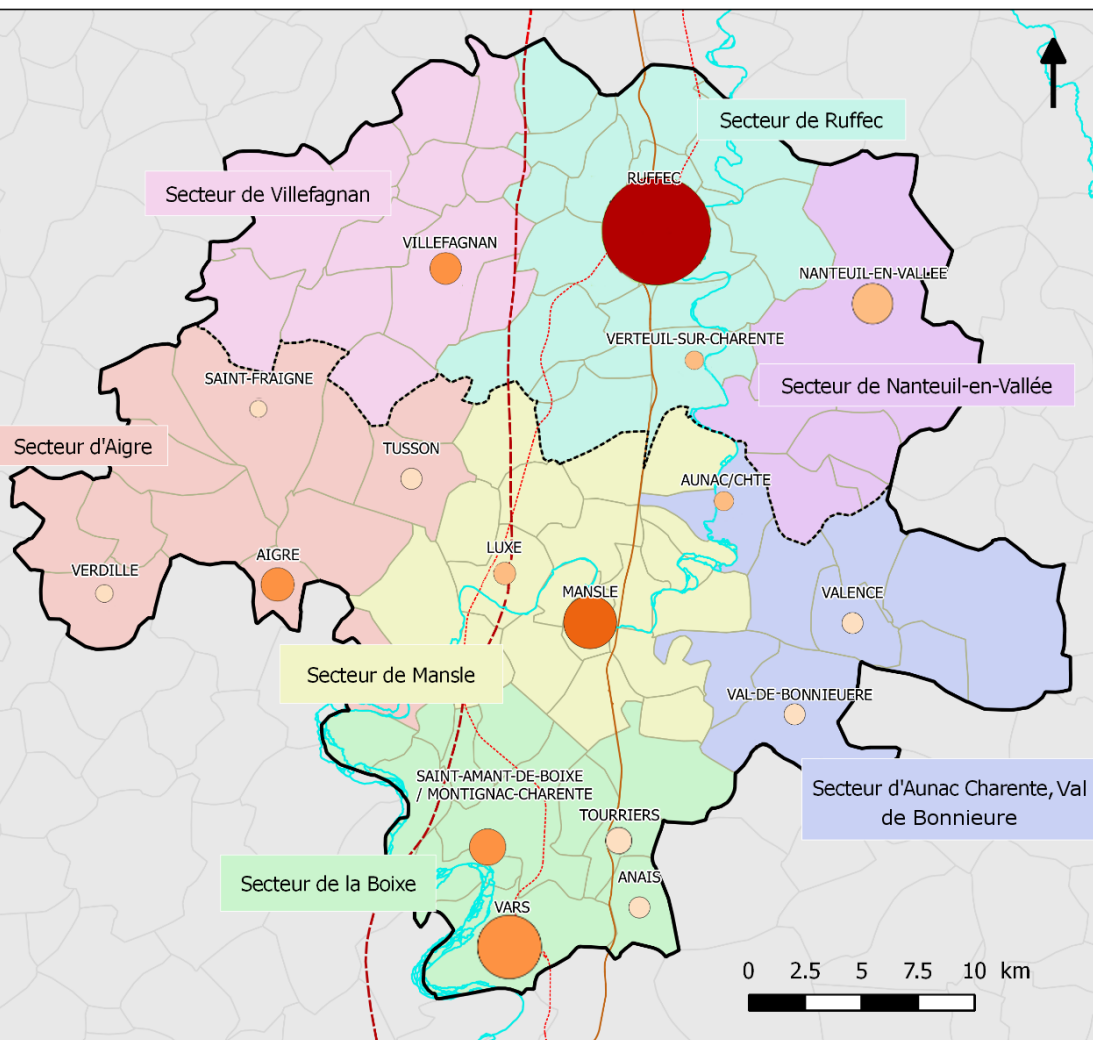 Secteur de Ruffec
RUFFEC
Secteur de Villefagnan
VILLEFAGNAN
NANTEUIL-EN-VALLEE
VERTEUIL-SUR-CHARENTE
SAINT-FRAIGNE
Secteur de Nanteuil-en-Vallée
Secteur d'Aigre
TUSSON
AUNAC/CHTE
LUXE
AIGRE
VERDILLE
MANSLE
VALENCE
Secteur de Mansle
VAL-DE-BONNIEUERE
SAINT-AMANT-DE-BOIXE
/ MONTIGNAC-CHARENTE
Secteur d'Aunac Charente, Val
de Bonnieure
TOURRIERS
Secteur de la Boixe
ANAIS
VARS
0 2.5 5 7.5 10 km